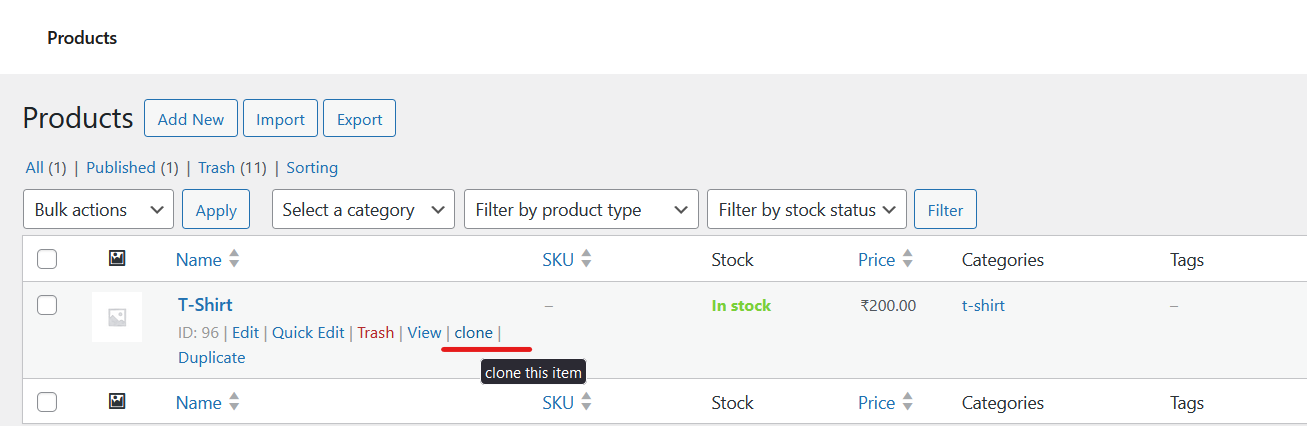 Products
Products Add New Import Export
All (1) | Published (1) | Trash (11) | Sorting
Bulk actions Apply Select a category Filter by product type Filter by stock status Filter
Name SKU Stock Price Categories Tags
T-Shirt – In stock ₹200.00 t-shirt –
ID: 96 | Edit | Quick Edit | Trash | View | clone |
Duplicate
clone this item
Name SKU Stock Price Categories Tags